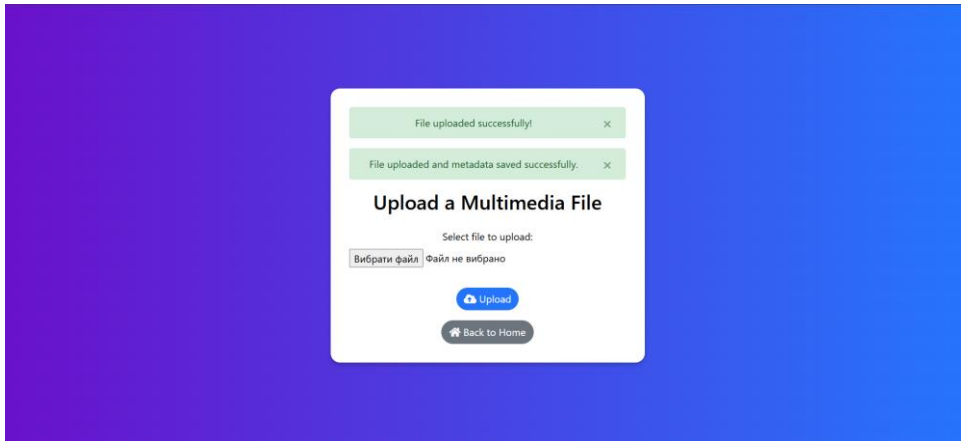 File uploaded successfully! ×
File uploaded and metadata saved successfully. ×
Upload a Multimedia File
Select file to upload:
Вибрати файл Файл не вибрано
Upload
Back to Home